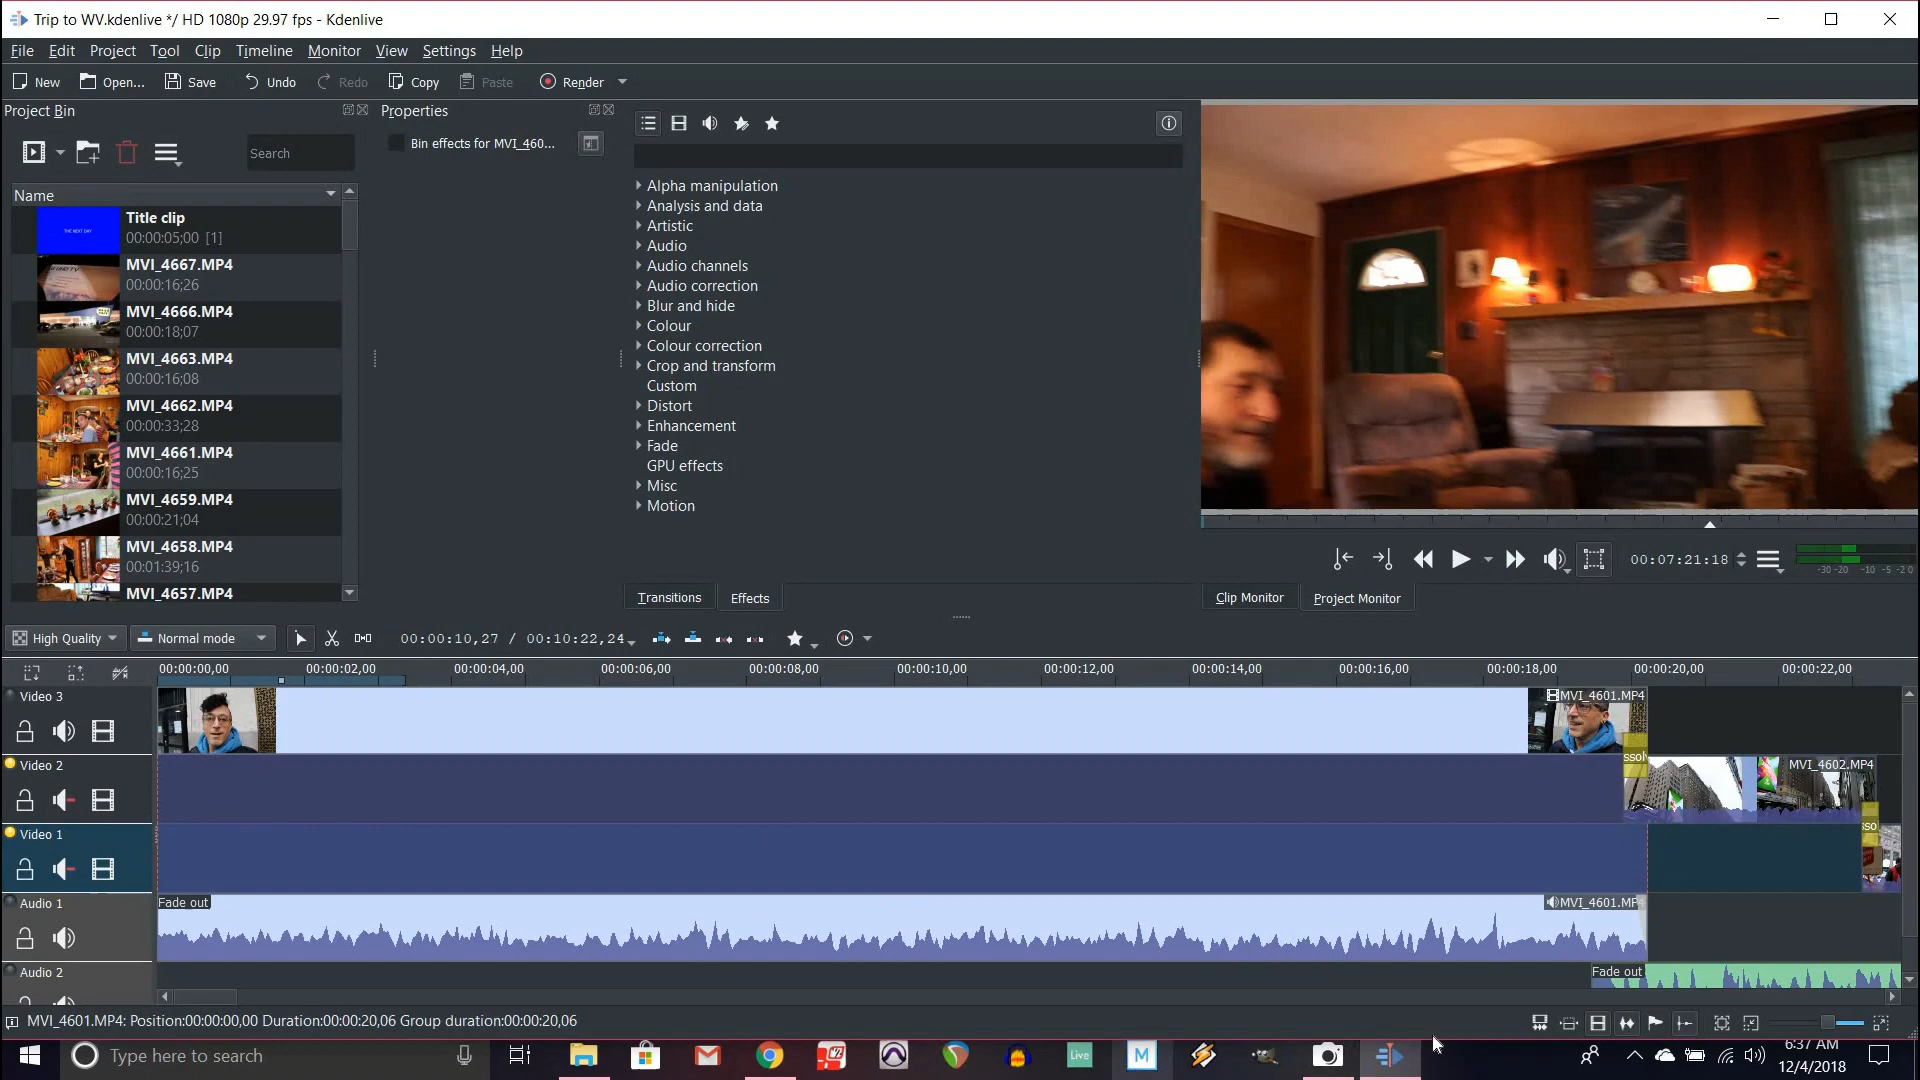 Trip to WV.kdenlive */ HD 1080p 29.97 fps - Kdenlive
File Edit Project Tool Clip Timeline Monitor View Settings Help
New Open... Save Undo Redo Copy Paste Render
Project Bin
Properties
Search
Bin effects for MVI_460...
Name
Title clip
00:00:05;00 [1]
THE NEXT DAY
MVI_4667.MP4
00:00:16;26
MVI_4666.MP4
00:00:18;07
MVI_4663.MP4
00:00:16;08
MVI_4662.MP4
00:00:33;28
MVI_4661.MP4
00:00:16;25
MVI_4659.MP4
00:00:21;04
MVI_4658.MP4
00:01:39;16
MVI_4657.MP4
Alpha manipulation
Analysis and data
Artistic
Audio
Audio channels
Audio correction
Blur and hide
Colour
Colour correction
Crop and transform
Custom
Distort
Enhancement
Fade
GPU effects
Misc
Motion
Transitions Effects
00:07:21:18
-30 -20 -10 -5 -2 0
Clip Monitor Project Monitor
High Quality Normal mode 00:00:10,27 / 00:10:22,24
00:00:00,00 00:00:02,00 00:00:04,00 00:00:06,00 00:00:08,00 00:00:10,00 00:00:12,00 00:00:14,00 00:00:16,00 00:00:18,00 00:00:20,00 00:00:22,00
Video 3
MVI_4601.MP4
Video 2
ssol
MVI_4602.MP4
Video 1
sso
Audio 1
Fade out
MVI_4601.MP4
Audio 2
Fade out
MVI_4601.MP4: Position:00:00:00,00 Duration:00:00:20,06 Group duration:00:00:20,06
Type here to search
Live
M
6:37 AM
12/4/2018